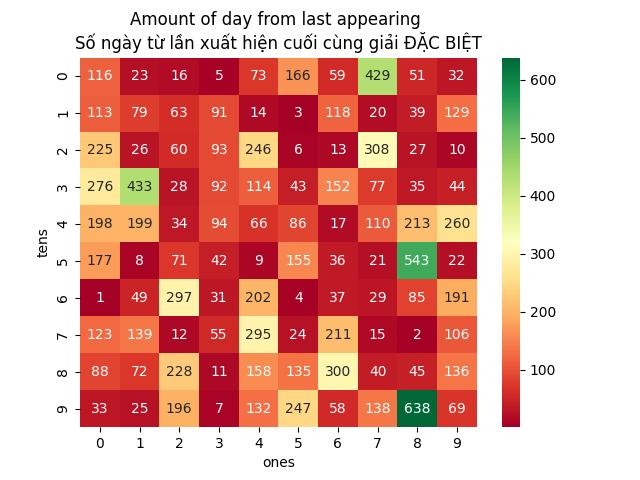 Amount of day from last appearing
Số ngày từ lần xuất hiện cuối cùng giải ĐẶC BIỆT
0 116 23 16 5 73 166 59 429 51 32
1 113 79 63 91 14 3 118 20 39 129
2 225 26 60 93 246 6 13 308 27 10
3 276 433 28 92 114 43 152 77 35 44
4 198 199 34 94 66 86 17 110 213 260
5 177 8 71 42 9 155 36 21 543 22
6 1 49 297 31 202 4 37 29 85 191
7 123 139 12 55 295 24 211 15 2 106
8 88 72 228 11 158 135 300 40 45 136
9 33 25 196 7 132 247 58 138 638 69
0 1 2 3 4 5 6 7 8 9
ones
tens
600
500
400
300
200
100